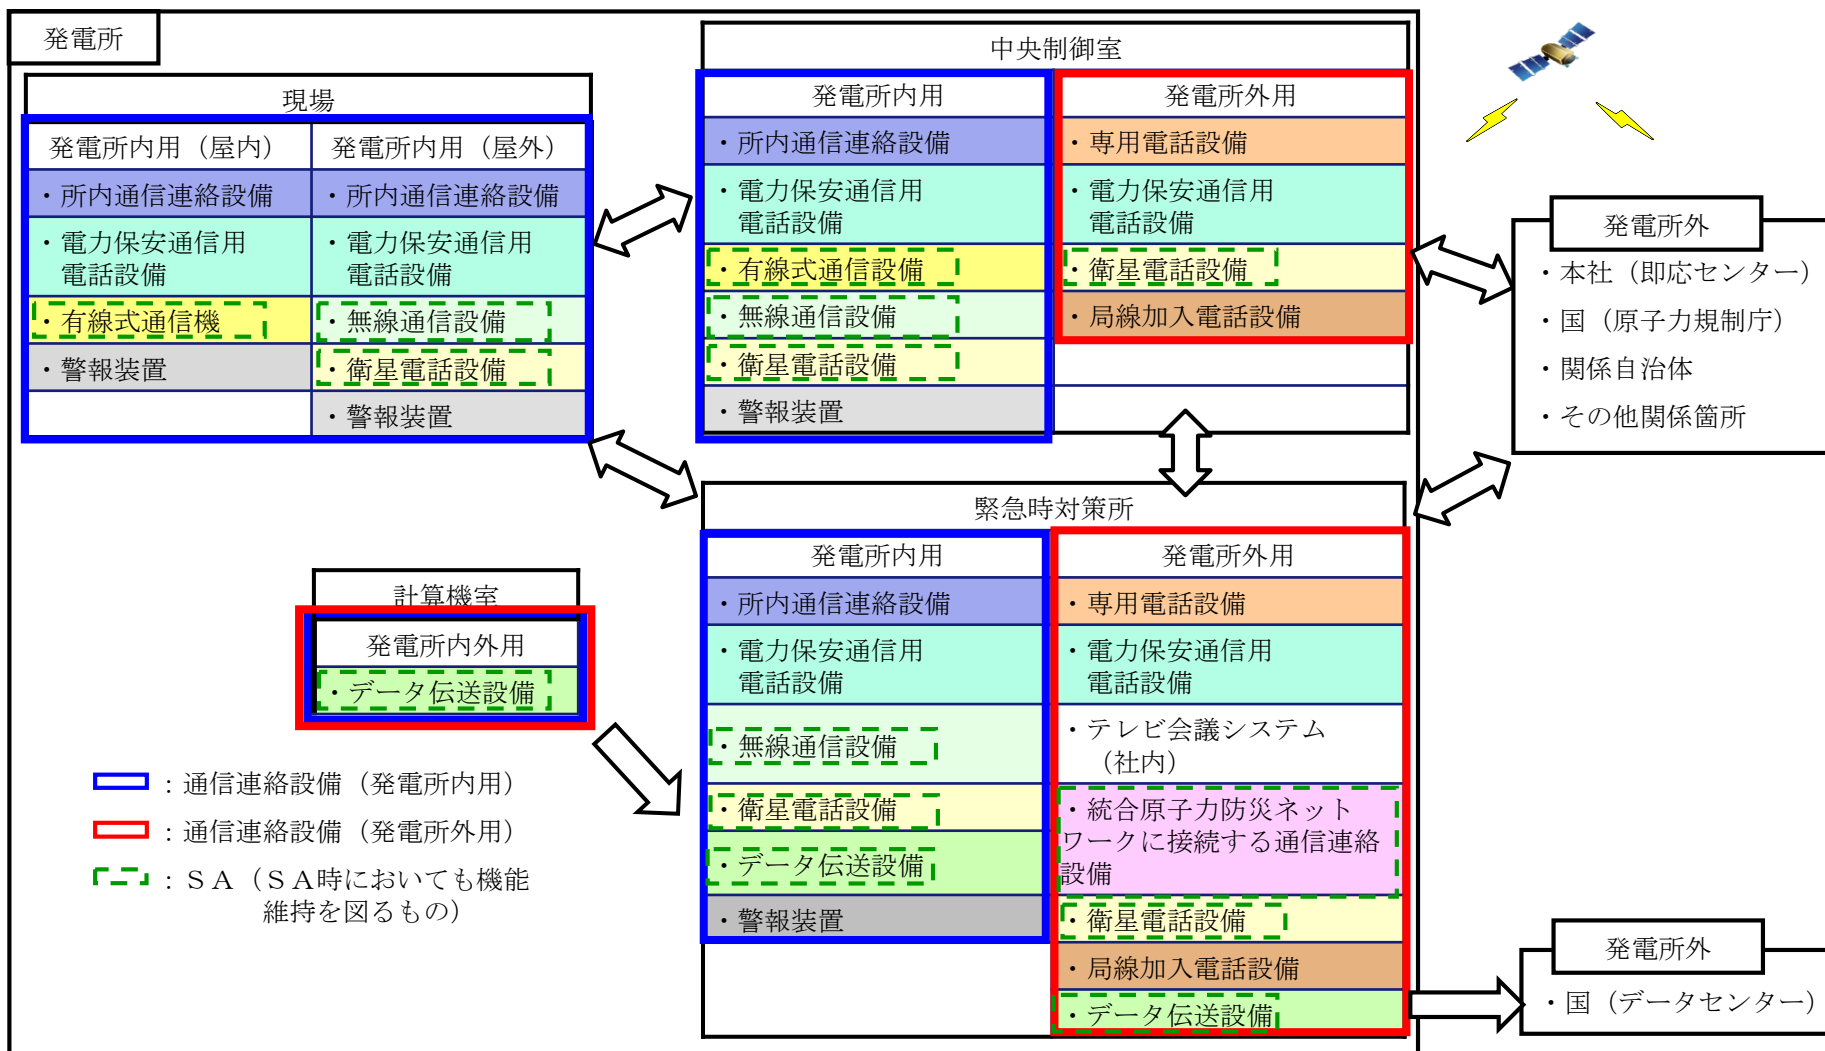 発電所
現場
発電所内用（屋内）
・所内通信連絡設備
・電力保安通信用
電話設備
・有線式通信機
・警報装置
発電所内用（屋外）
・所内通信連絡設備
・電力保安通信用
電話設備
・無線通信設備
・衛星電話設備
・警報装置
中央制御室
発電所内用
・所内通信連絡設備
・電力保安通信用
電話設備
・有線式通信設備
・無線通信設備
・衛星電話設備
・警報装置
発電所外用
・専用電話設備
・電力保安通信用
電話設備
・衛星電話設備
・局線加入電話設備
発電所外
・本社（即応センター）
・国（原子力規制庁）
・関係自治体
・その他関係箇所
計算機室
発電所内外用
・データ伝送設備
緊急時対策所
発電所内用
・所内通信連絡設備
・電力保安通信用
電話設備
・無線通信設備
・衛星電話設備
・データ伝送設備
・警報装置
発電所外用
・専用電話設備
・電力保安通信用
電話設備
・テレビ会議システム
（社内）
・統合原子力防災ネット
ワークに接続する通信連絡
設備
・衛星電話設備
・局線加入電話設備
・データ伝送設備
発電所外
・国（データセンター）
：通信連絡設備（発電所内用）
：通信連絡設備（発電所外用）
：ＳＡ（ＳＡ時においても機能
維持を図るもの）